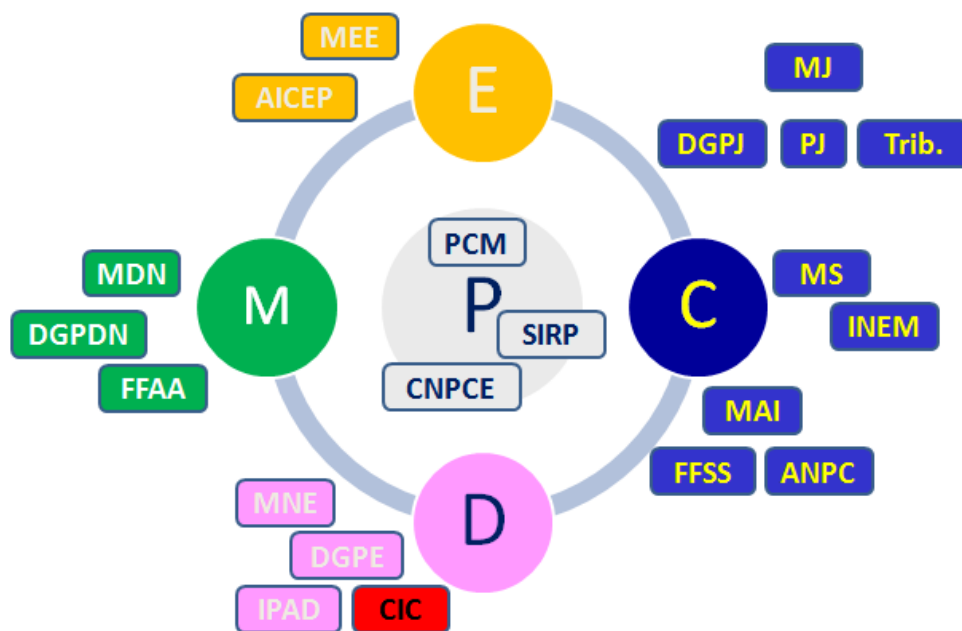 MEE
E
MJ
AICEP
DGPJ PJ Trib.
PCM
MDN
M
P
C
MS
DGPDN
SIRP
INEM
FFAA
CNPCE
MAI
FFSS ANPC
MNE
D
DGPE
IPAD CIC